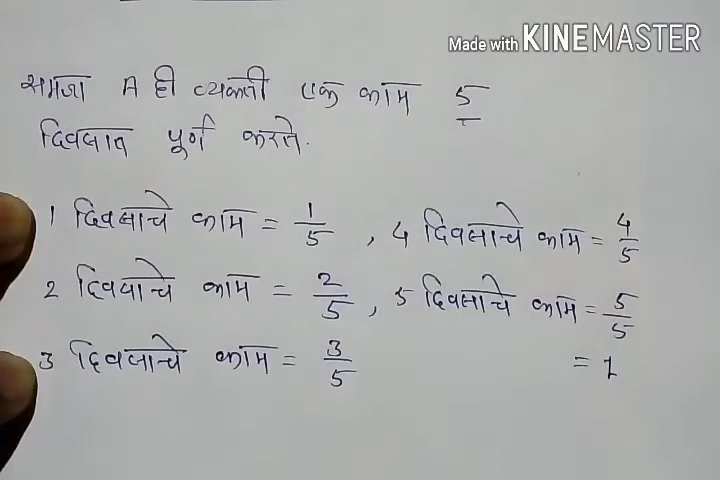 Made with KINEMASTER
समजा A ही व्यक्ती एक काम 5
दिवसात पूर्ण करते.
1 दिवसाचे काम = 1/5 , 4 दिवसाचे काम = 4/5
2 दिवसाचे काम = 2/5 , 5 दिवसाचे काम = 5/5
3 दिवसाचे काम = 3/5 = 1